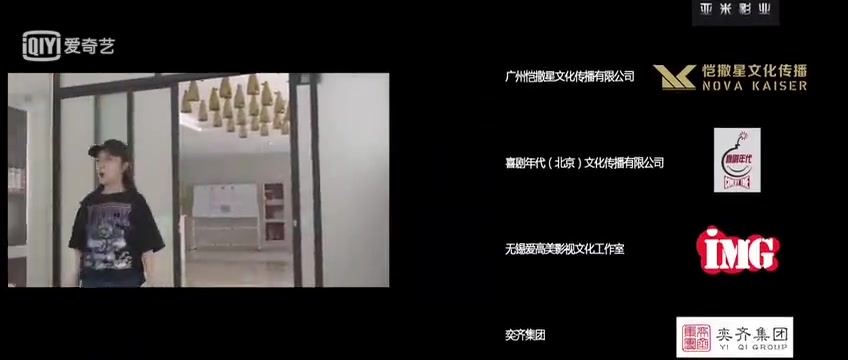 亚米影业
iQIYI 爱奇艺
广州恺撒星文化传播有限公司
恺撒星文化传播
NOVA KAISER
喜剧年代（北京）文化传播有限公司
喜剧年代
无锡爱高美影视文化工作室
iMG
奕齐集团
奕齐集团
YI QI GROUP